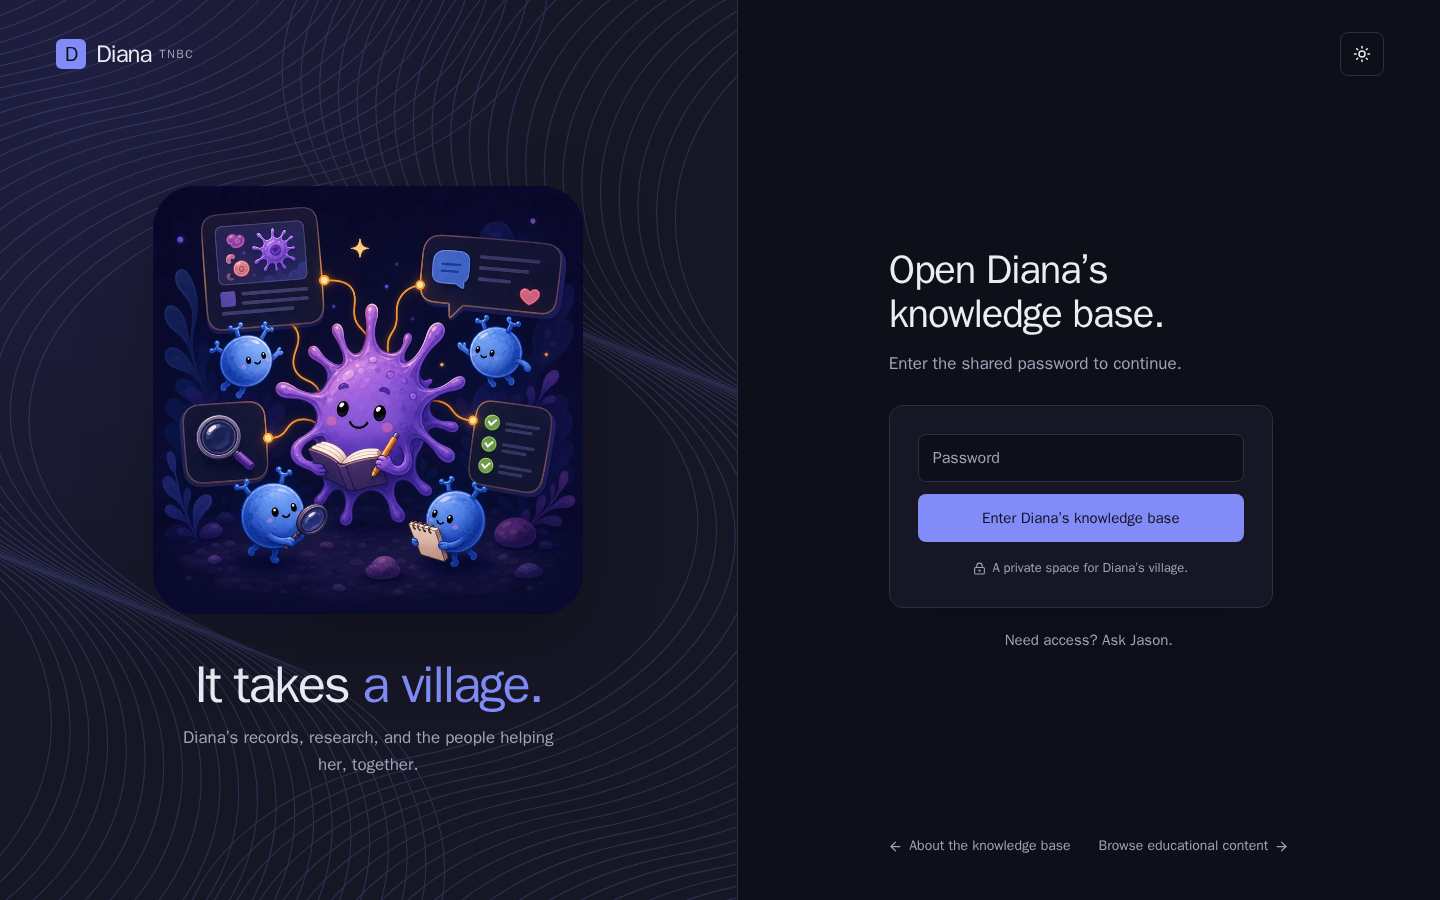 D Diana TNBC
It takes a village.
Diana's records, research, and the people helping
her, together.
Open Diana's
knowledge base.
Enter the shared password to continue.
Password
Enter Diana's knowledge base
A private space for Diana's village.
Need access? Ask Jason.
← About the knowledge base
Browse educational content →